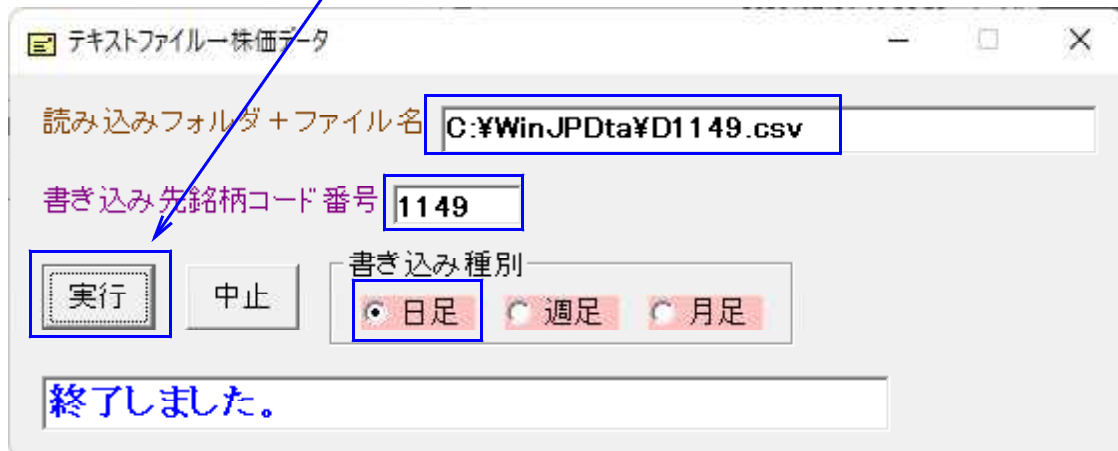 テキストファイル→株価データ
読み込みフォルダ+ファイル名 C:¥WinJPDta¥D1149.csv
書き込み先銘柄コード番号 1149
書き込み種別
実行 中止 日足 週足 月足
終了しました。